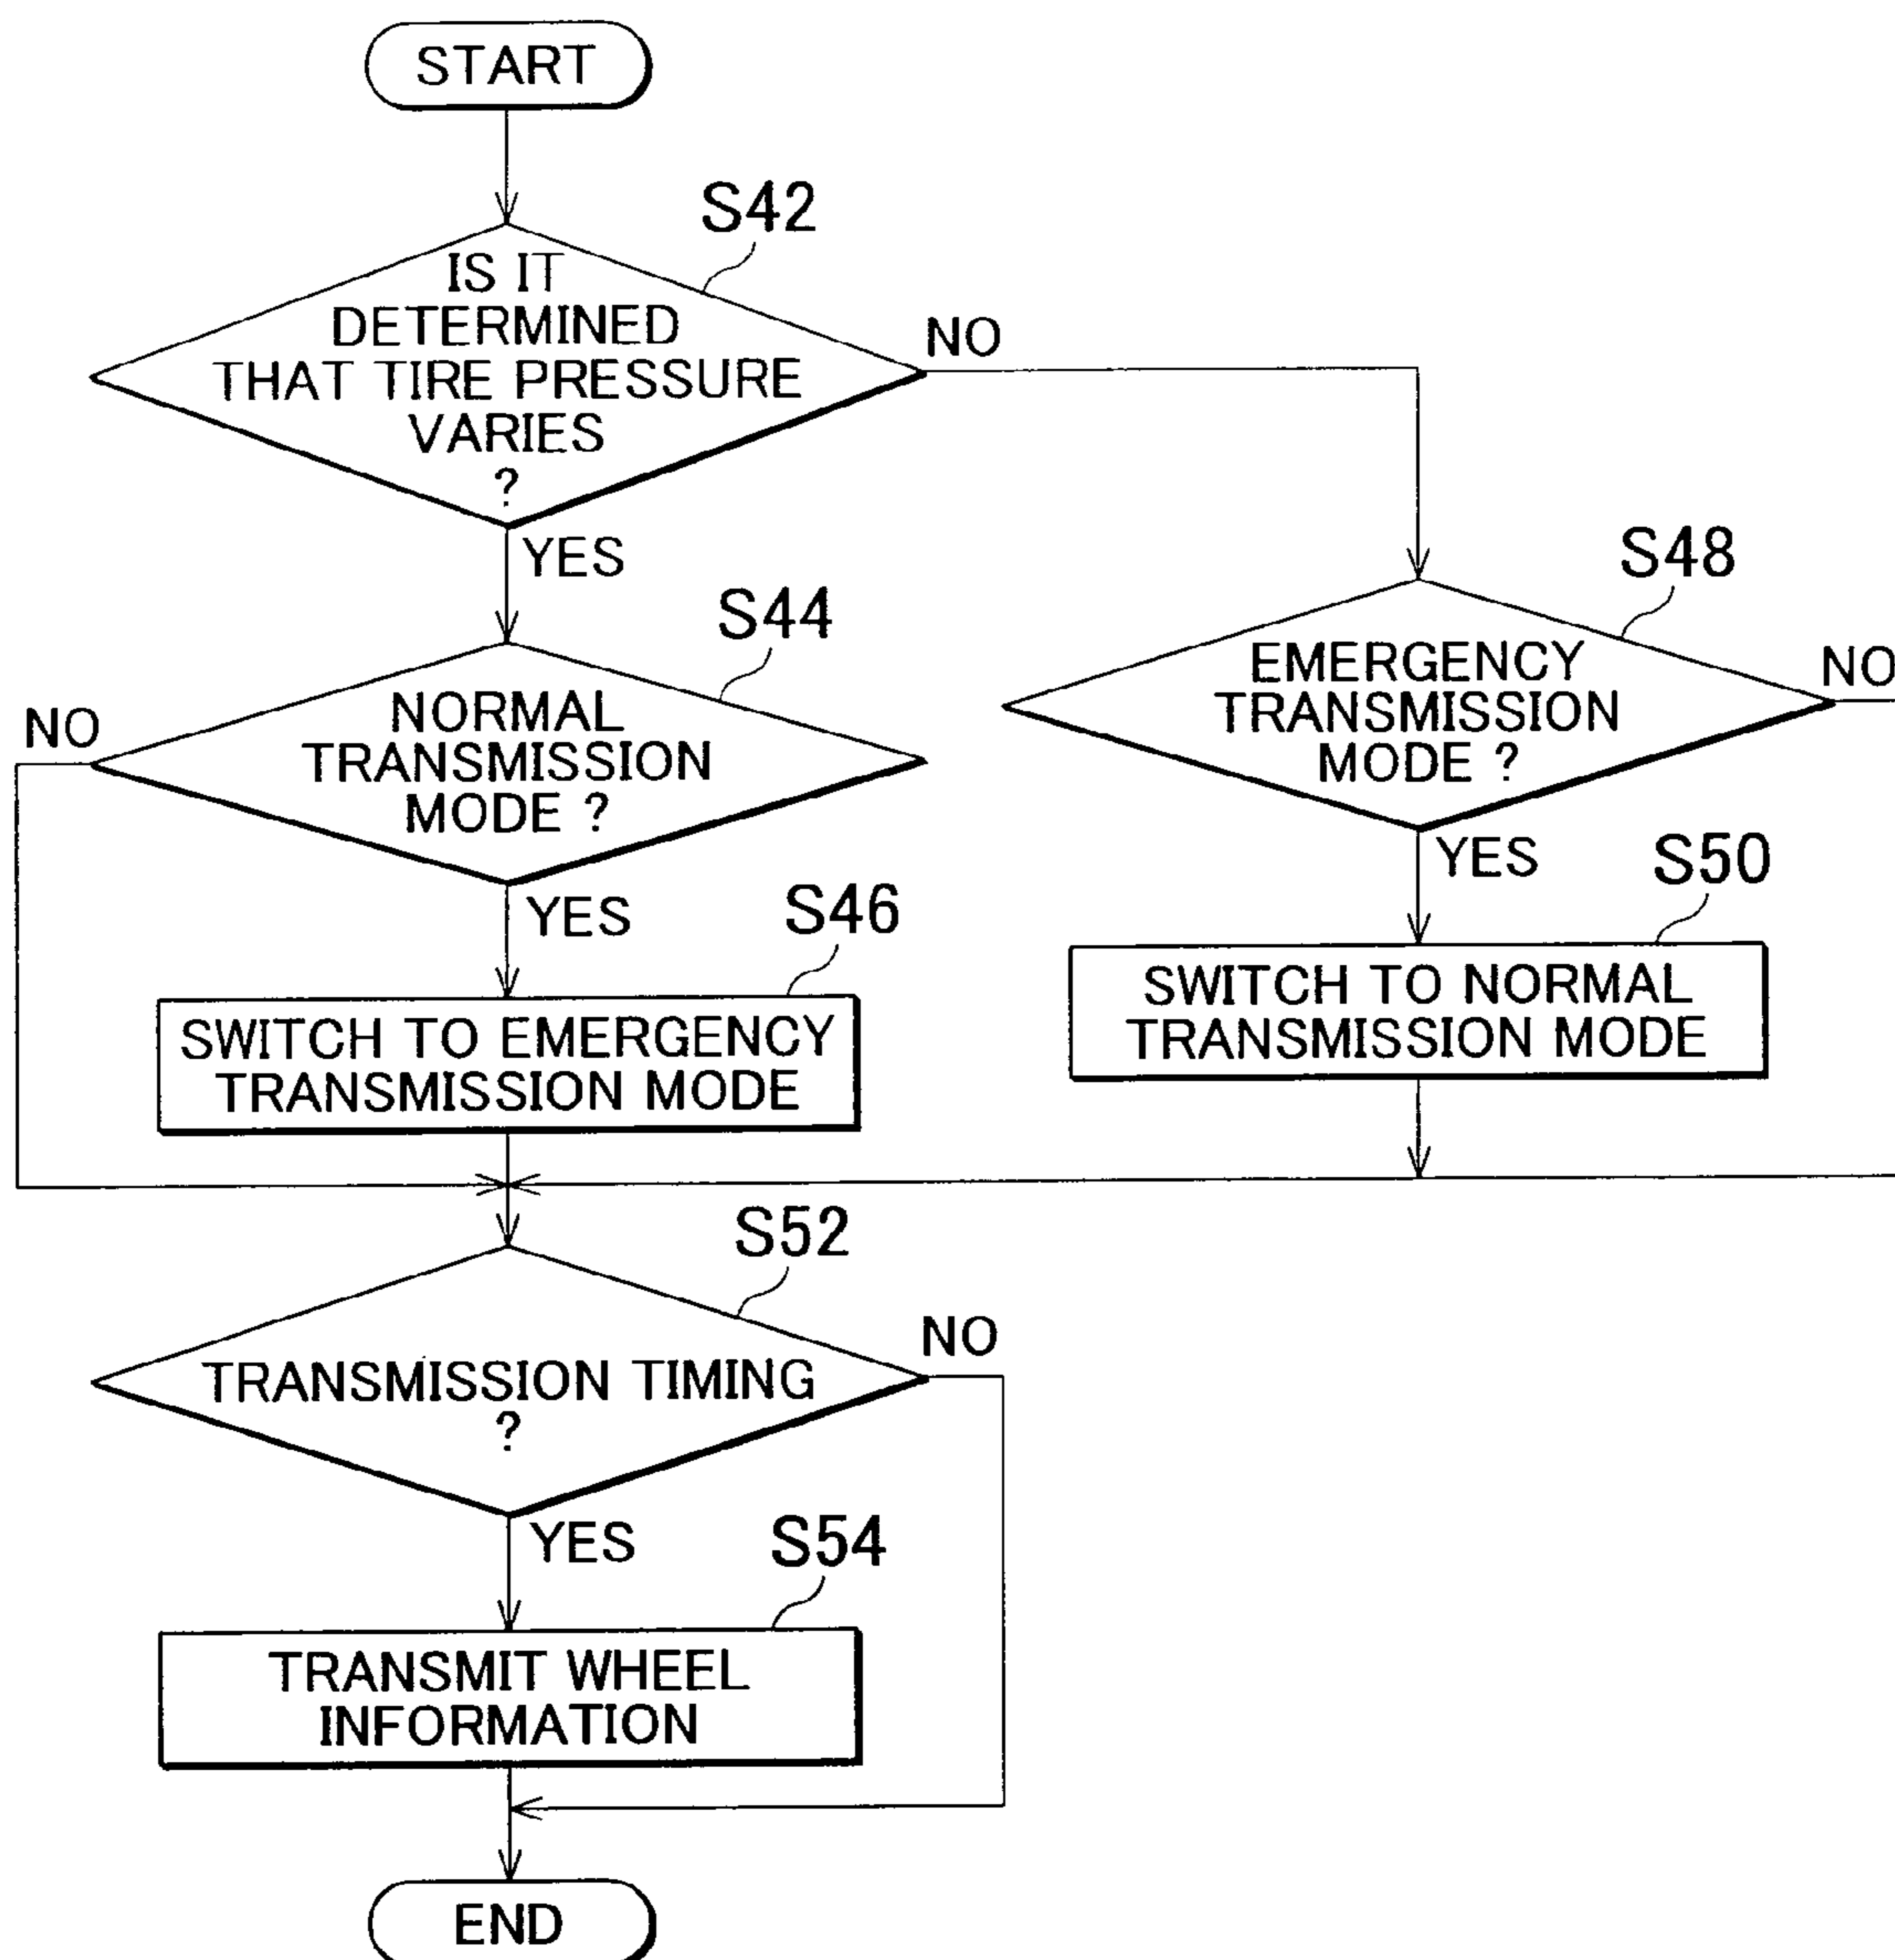 START
S42
IS IT
DETERMINED
THAT TIRE PRESSURE
VARIES
?
NO
YES
S44
NORMAL
TRANSMISSION
MODE ?
NO
YES
S46
SWITCH TO EMERGENCY
TRANSMISSION MODE
S48
EMERGENCY
TRANSMISSION
MODE ?
NO
YES
S50
SWITCH TO NORMAL
TRANSMISSION MODE
S52
TRANSMISSION TIMING
?
NO
YES
S54
TRANSMIT WHEEL
INFORMATION
END